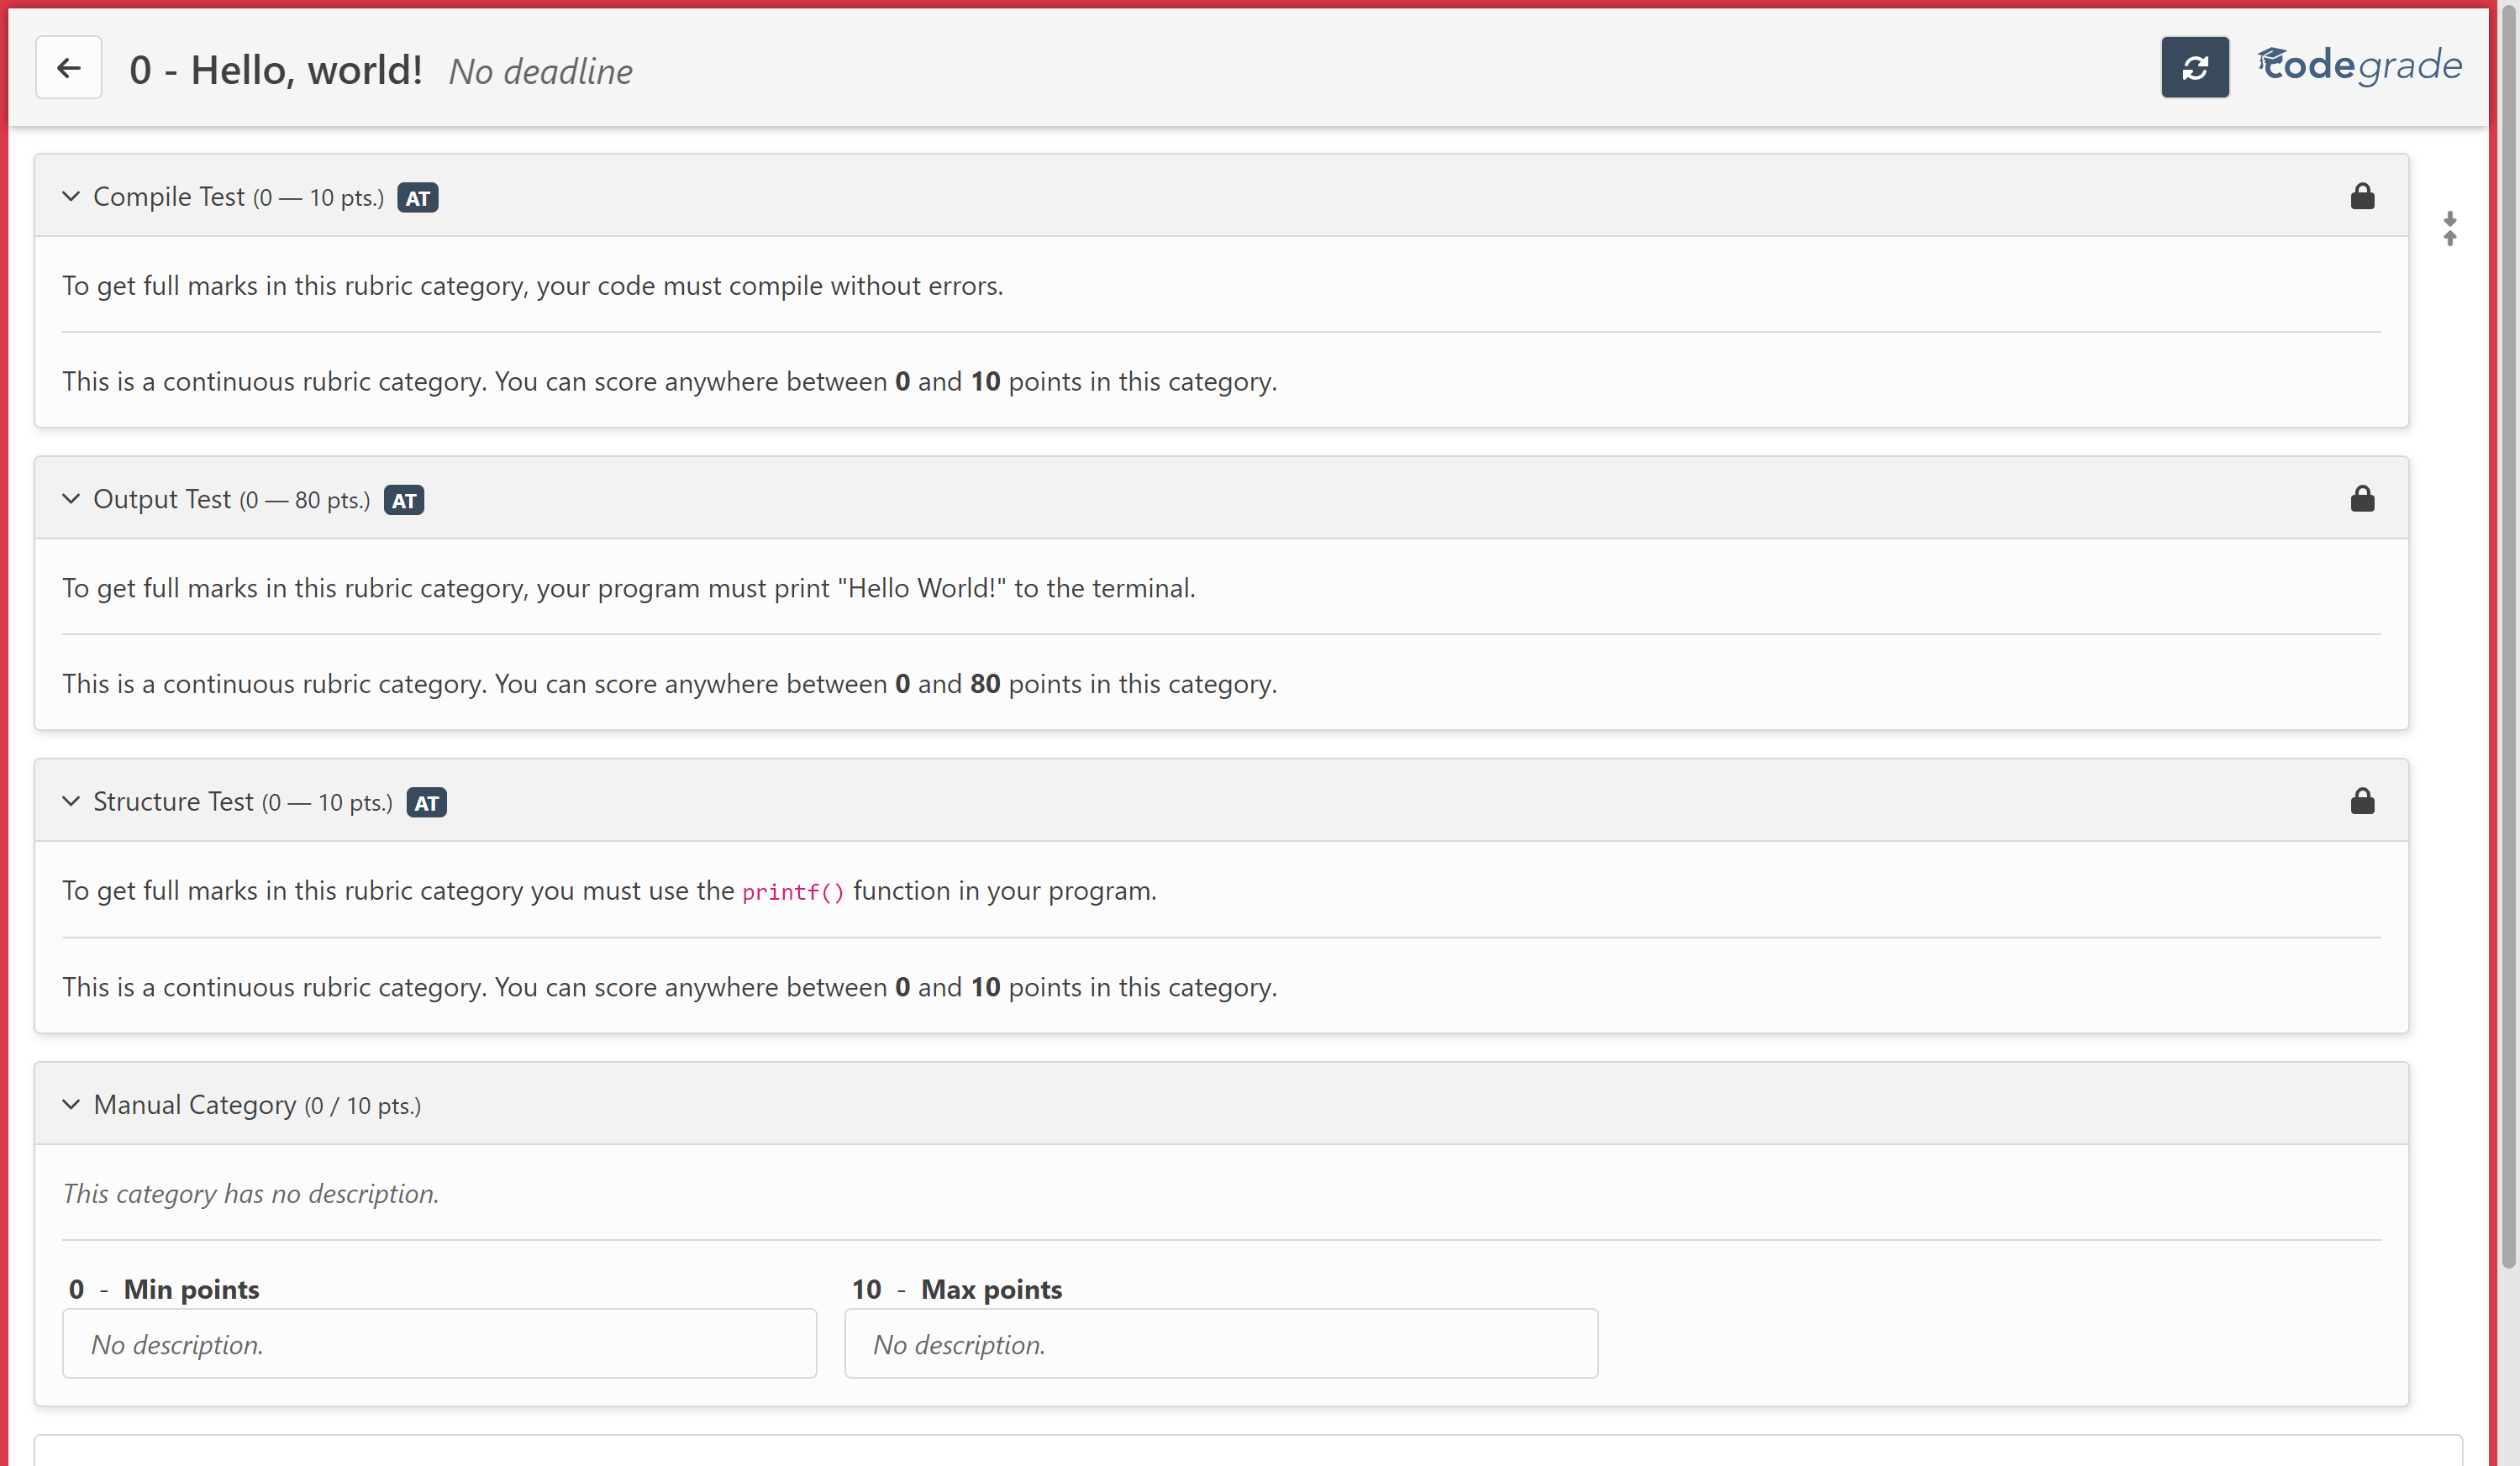 0 - Hello, world! No deadline
codegrade
Compile Test (0 — 10 pts.) AT
To get full marks in this rubric category, your code must compile without errors.
This is a continuous rubric category. You can score anywhere between 0 and 10 points in this category.
Output Test (0 — 80 pts.) AT
To get full marks in this rubric category, your program must print "Hello World!" to the terminal.
This is a continuous rubric category. You can score anywhere between 0 and 80 points in this category.
Structure Test (0 — 10 pts.) AT
To get full marks in this rubric category you must use the printf() function in your program.
This is a continuous rubric category. You can score anywhere between 0 and 10 points in this category.
Manual Category (0 / 10 pts.)
This category has no description.
0 - Min points
10 - Max points
No description.
No description.